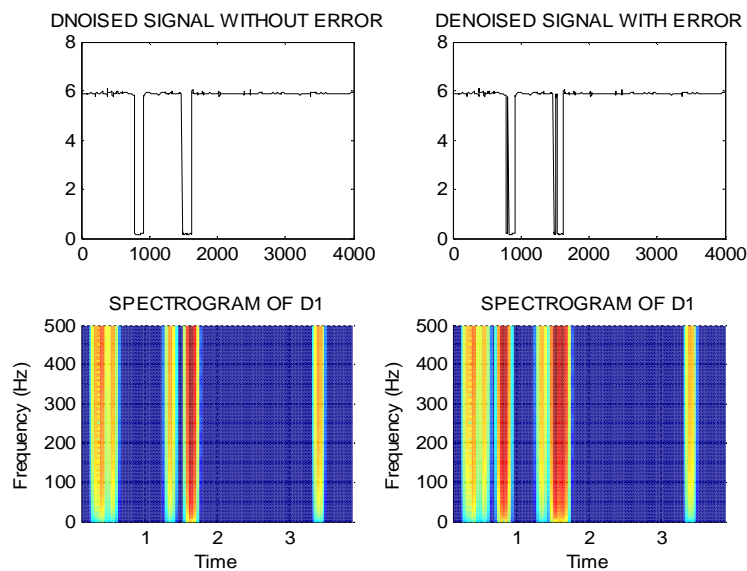 DNOISED SIGNAL WITHOUT ERROR
8
6
4
2
0
0 1000 2000 3000 4000
DENOISED SIGNAL WITH ERROR
8
6
4
2
0
0 1000 2000 3000 4000
SPECTROGRAM OF D1
Frequency (Hz)
500
400
300
200
100
0
1 2 3
Time
SPECTROGRAM OF D1
Frequency (Hz)
500
400
300
200
100
0
1 2 3
Time